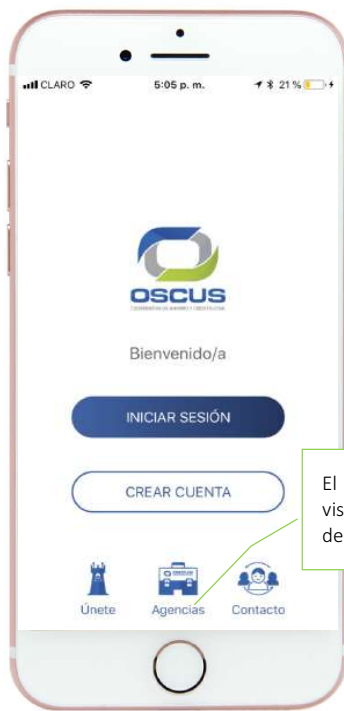 CLARO 5:05 p. m. 21 %
OSCUS
Bienvenido/a
INICIAR SESIÓN
CREAR CUENTA
El
vis
de
Únete Agencias Contacto